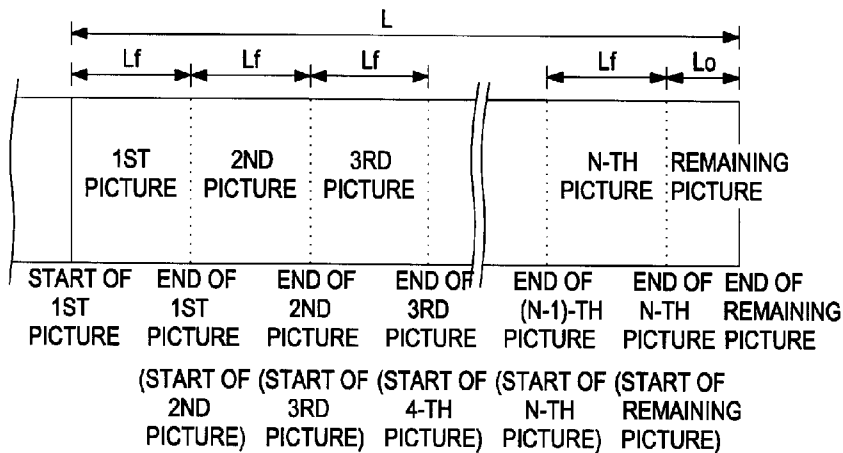 L
Lf Lf Lf Lf Lo
1ST 2ND 3RD N-TH REMAINING
PICTURE PICTURE PICTURE PICTURE PICTURE
START OF END OF END OF END OF END OF END OF END OF
1ST 1ST 2ND 3RD (N-1)-TH N-TH REMAINING
PICTURE PICTURE PICTURE PICTURE PICTURE PICTURE PICTURE
(START OF (START OF (START OF (START OF (START OF
2ND 3RD 4-TH N-TH REMAINING
PICTURE) PICTURE) PICTURE) PICTURE) PICTURE)